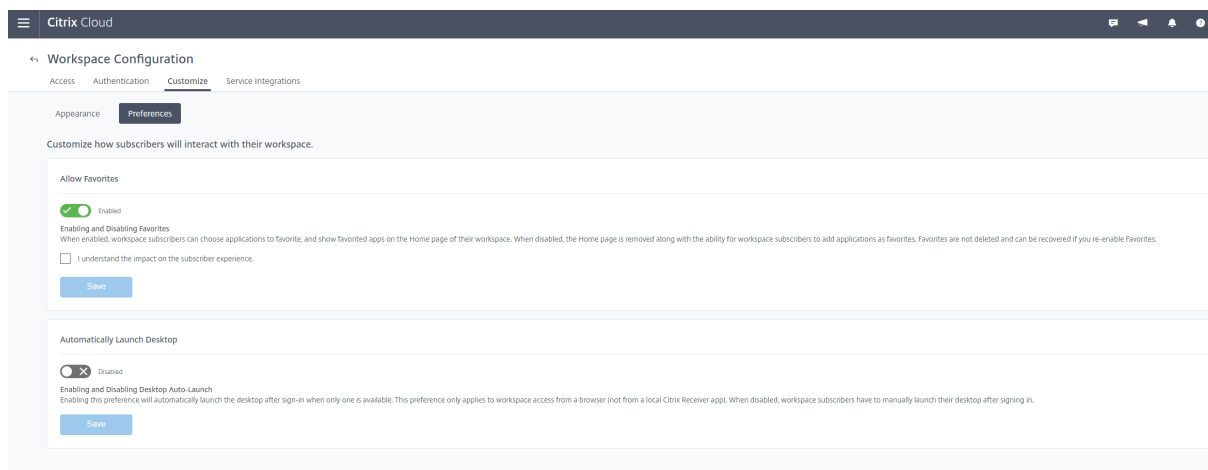 Citrix Cloud
Workspace Configuration
Access Authentication Customize Service Integrations
Appearance Preferences
Customize how subscribers will interact with their workspace.
Allow Favorites
Enabled
Enabling and Disabling Favorites
When enabled, workspace subscribers can choose applications to favorite, and show favorited apps on the Home page of their workspace. When disabled, the Home page is removed along with the ability for workspace subscribers to add applications as favorites. Favorites are not deleted and can be recovered if you re-enable Favorites.
I understand the impact on the subscriber experience.
Save
Automatically Launch Desktop
Disabled
Enabling and Disabling Desktop Auto-Launch
Enabling this preference will automatically launch the desktop after sign-in when only one is available. This preference only applies to workspace access from a browser (not from a local Citrix Receiver app). When disabled, workspace subscribers have to manually launch their desktop after signing in.
Save